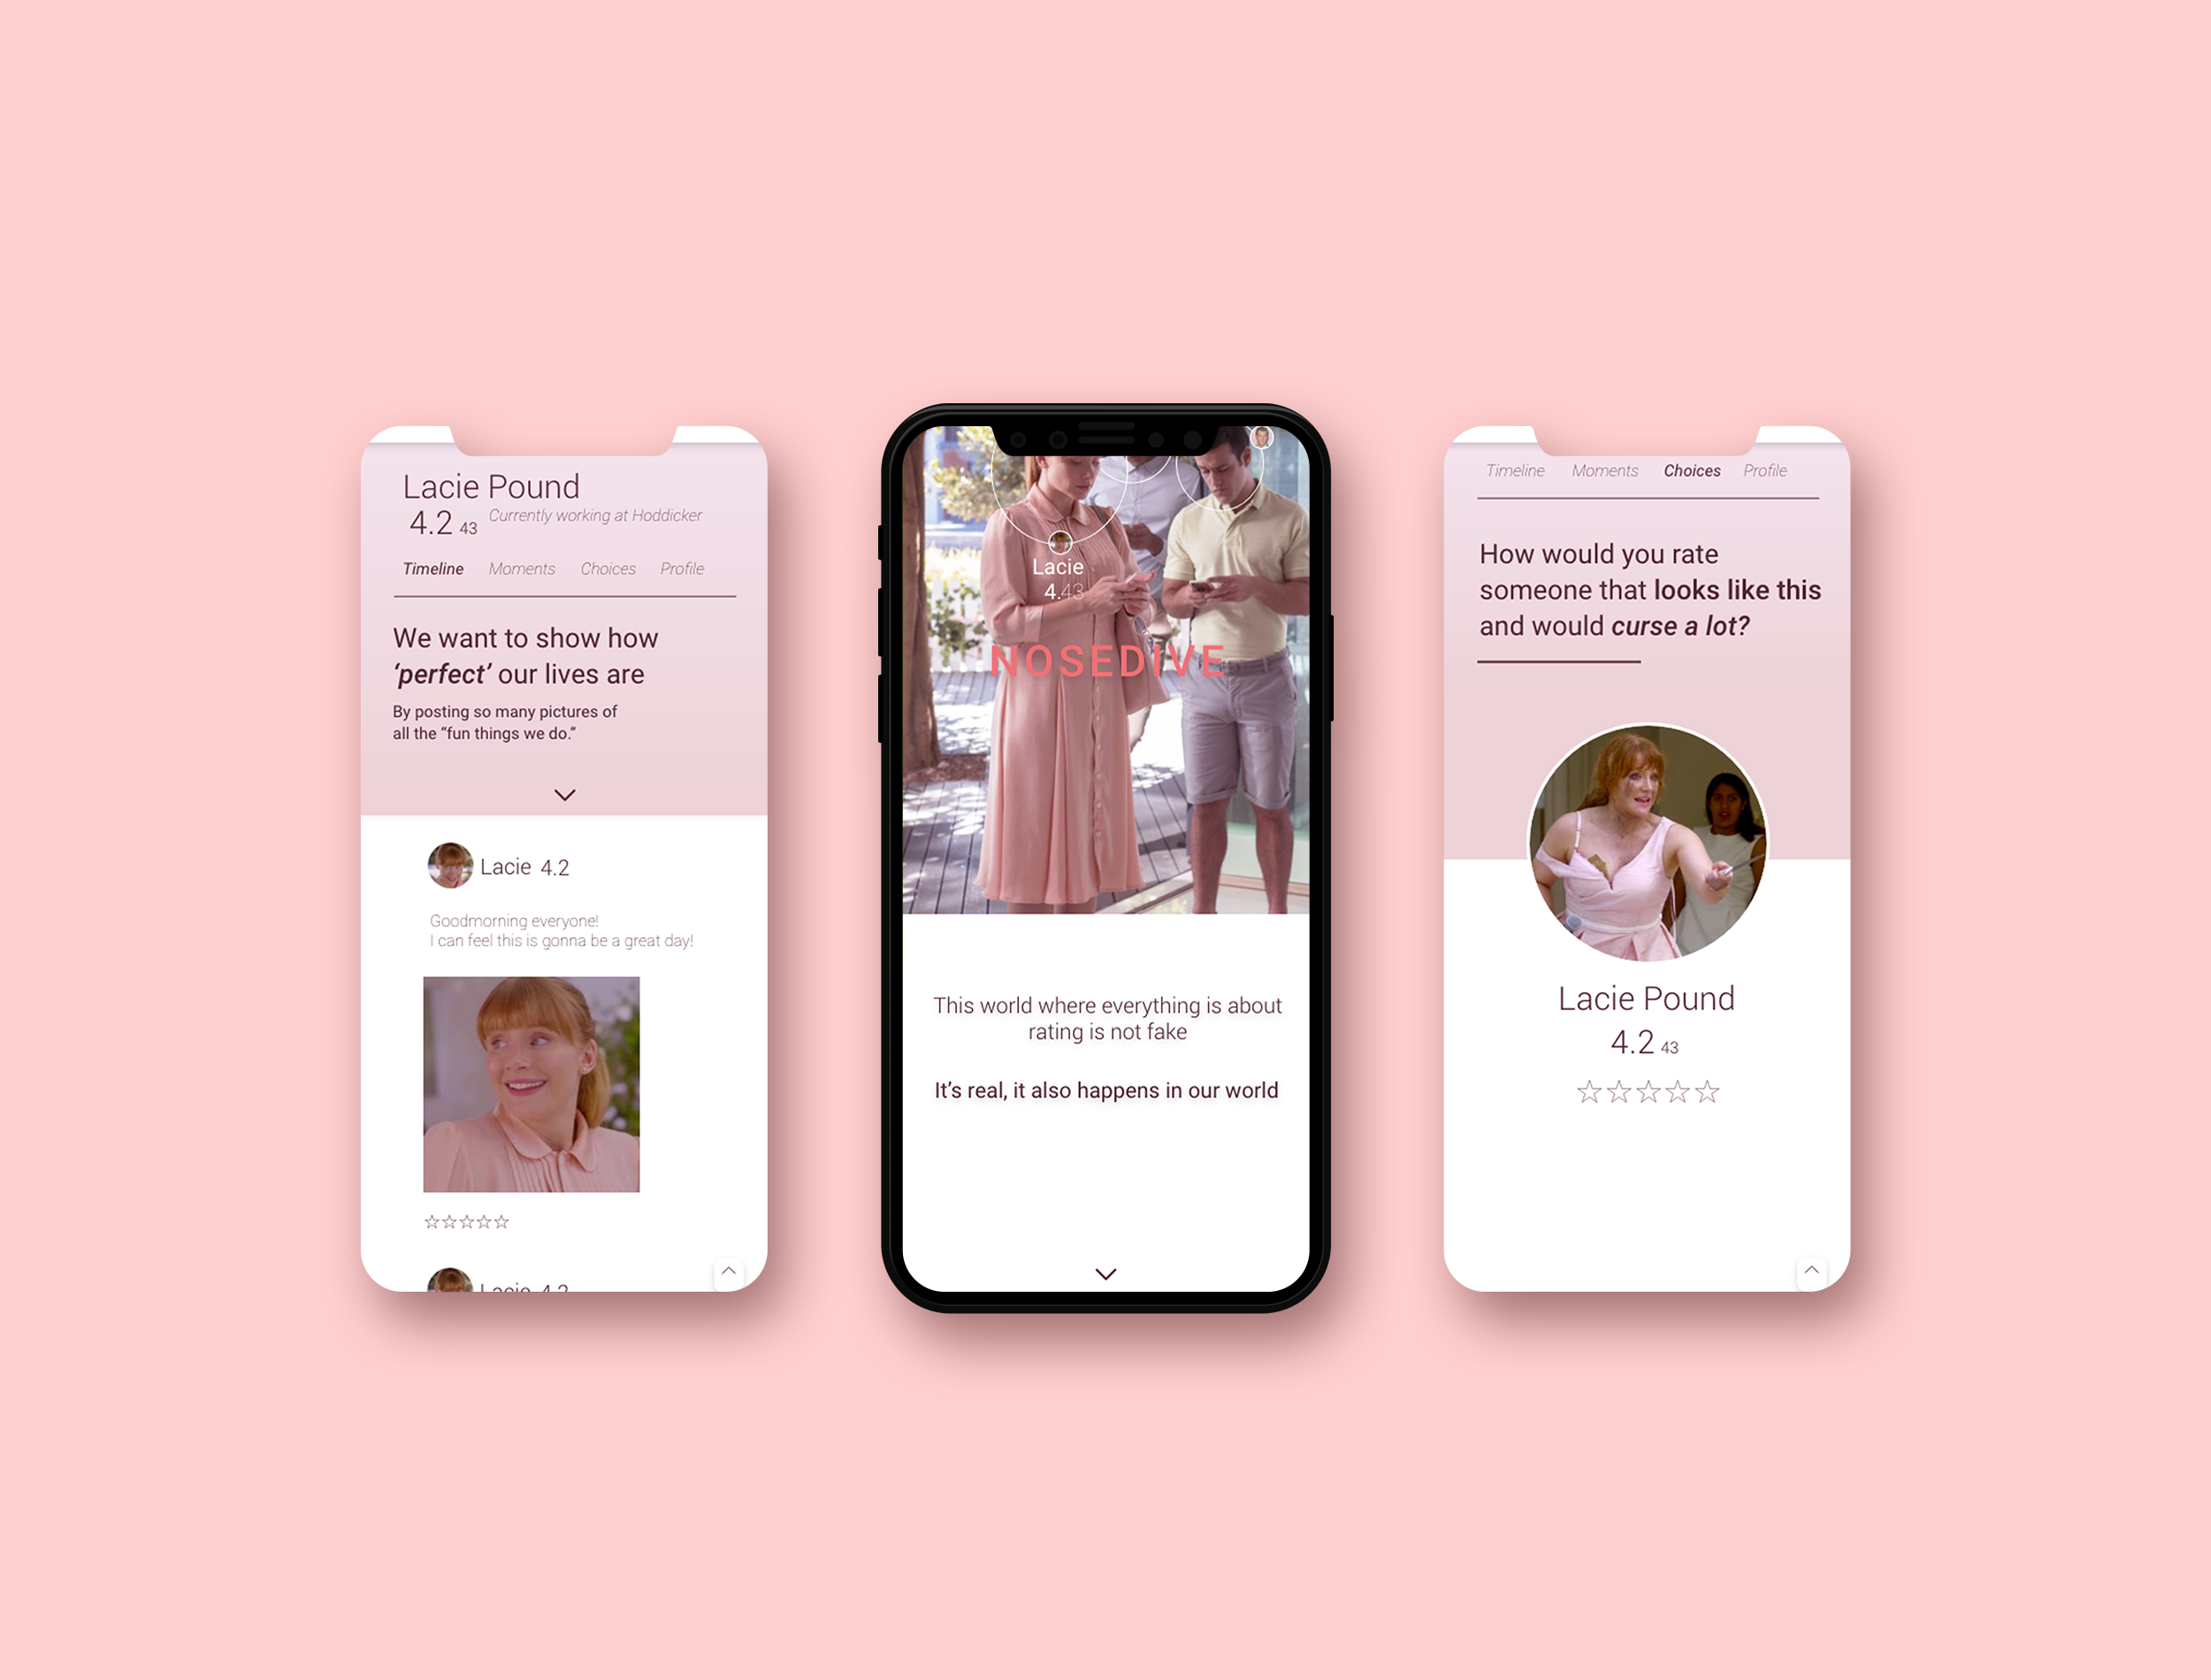 Lacie Pound
4.2 43 Currently working at Hoddicker
Timeline Moments Choices Profile
We want to show how
‘perfect’ our lives are
By posting so many pictures of
all the “fun things we do.”
Lacie 4.2
Goodmorning everyone!
I can feel this is gonna be a great day!
Lacie 4.2
Lacie
4.43
NOSEDIVE
This world where everything is about
rating is not fake
It’s real, it also happens in our world
Timeline Moments Choices Profile
How would you rate
someone that looks like this
and would curse a lot?
Lacie Pound
4.2 43